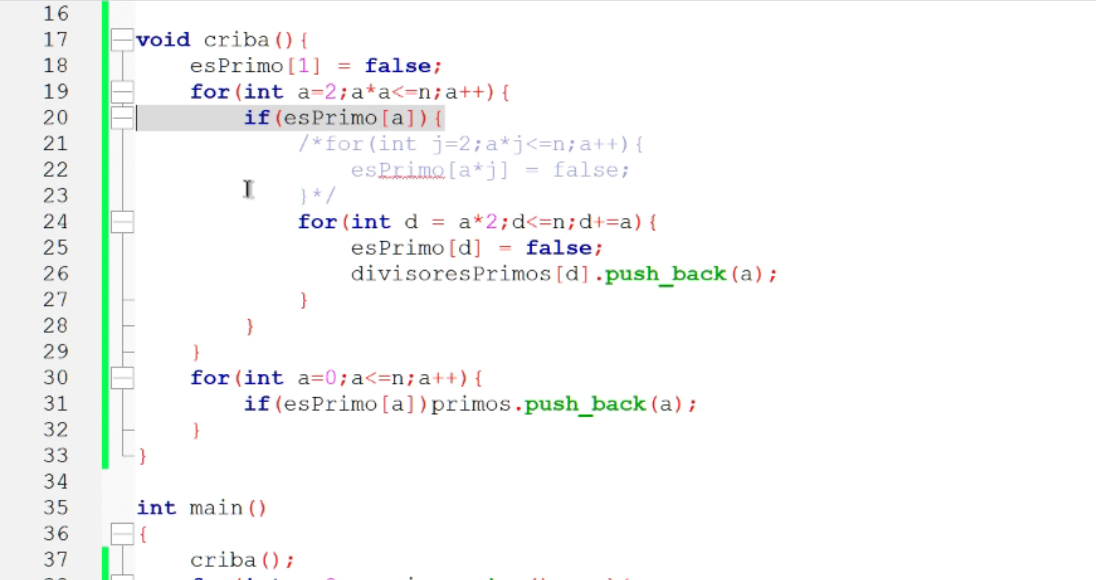 16
17 void criba(){
18 esPrimo[1] = false;
19 for(int a=2;a*a<=n;a++){
20 if(esPrimo[a]){
21 /*for(int j=2;a*j<=n;a++){
22 esPrimo[a*j] = false;
23 }*/
24 for(int d = a*2;d<=n;d+=a){
25 esPrimo[d] = false;
26 divisoresPrimos[d].push_back(a);
27 }
28 }
29 }
30 for(int a=0;a<=n;a++){
31 if(esPrimo[a])primos.push_back(a);
32 }
33 }
34
35 int main()
36 {
37 criba();